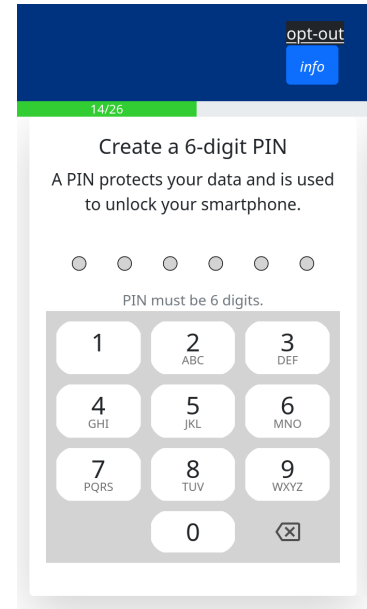 opt-out
info
14/26
Create a 6-digit PIN
A PIN protects your data and is used
to unlock your smartphone.
PIN must be 6 digits.
1 2 3
ABC DEF
4 5 6
GHI JKL MNO
7 8 9
PQRS TUV WXYZ
0